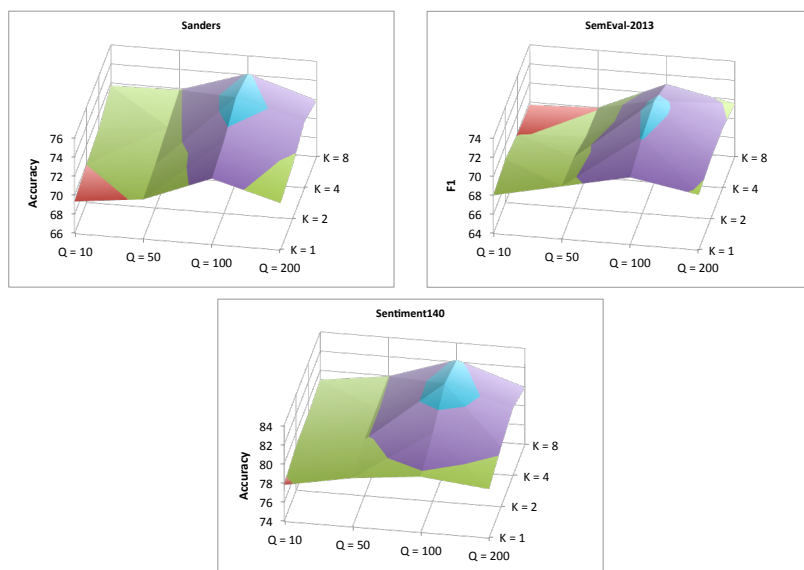 Sanders
76
74
72
70
68
66
Accuracy
Q = 10
Q = 50
Q = 100
Q = 200
K = 1
K = 2
K = 4
K = 8
SemEval-2013
74
72
70
68
66
64
F1
Q = 10
Q = 50
Q = 100
Q = 200
K = 1
K = 2
K = 4
K = 8
Sentiment140
84
82
80
78
76
74
Accuracy
Q = 10
Q = 50
Q = 100
Q = 200
K = 1
K = 2
K = 4
K = 8